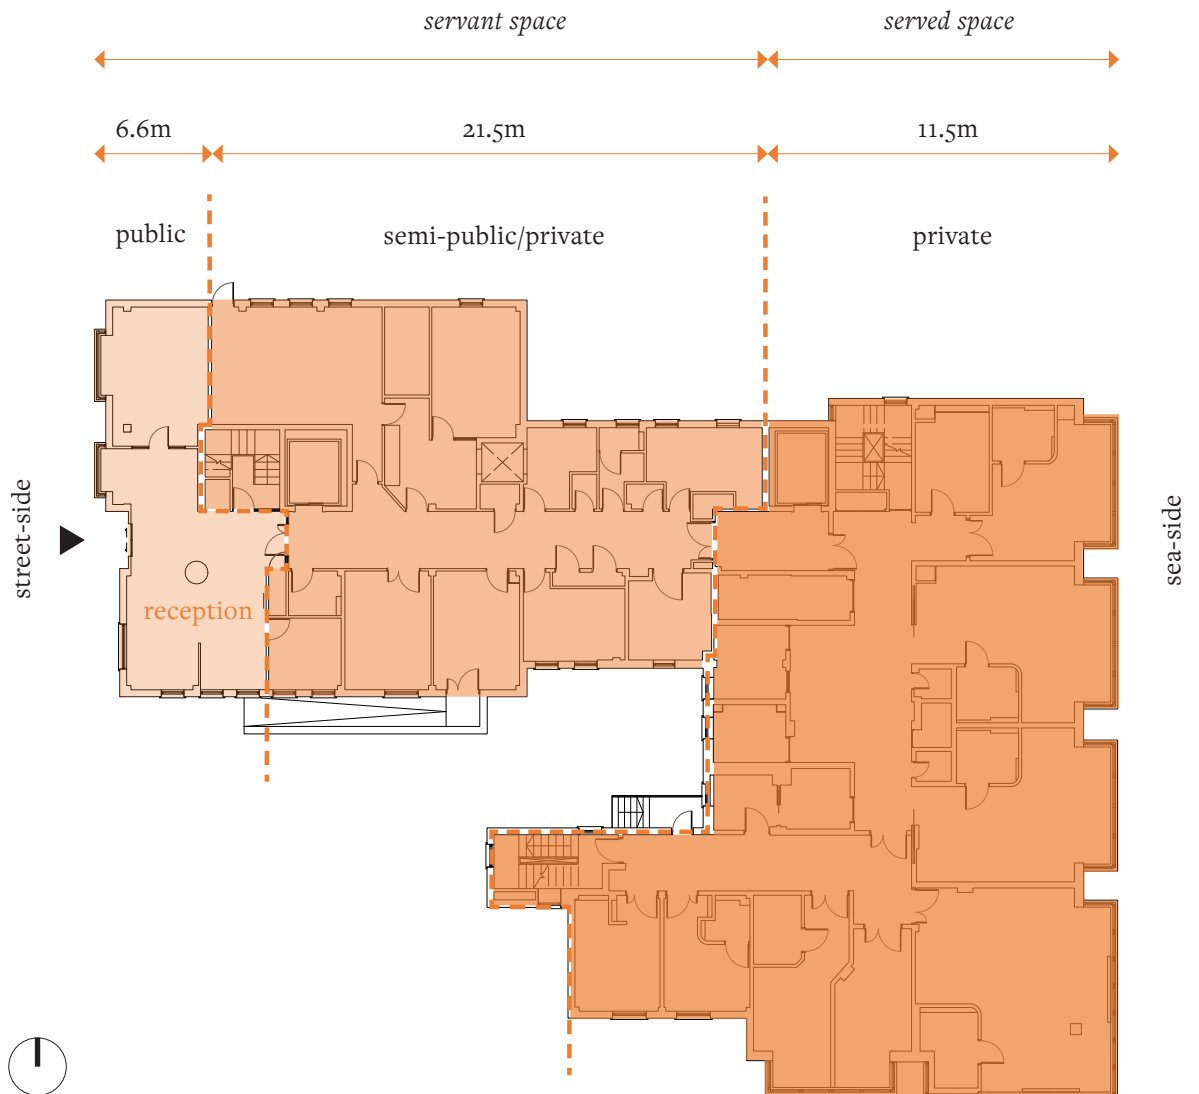 servant space
served space
6.6m
21.5m
11.5m
public
semi-public/private
private
street-side
sea-side
reception